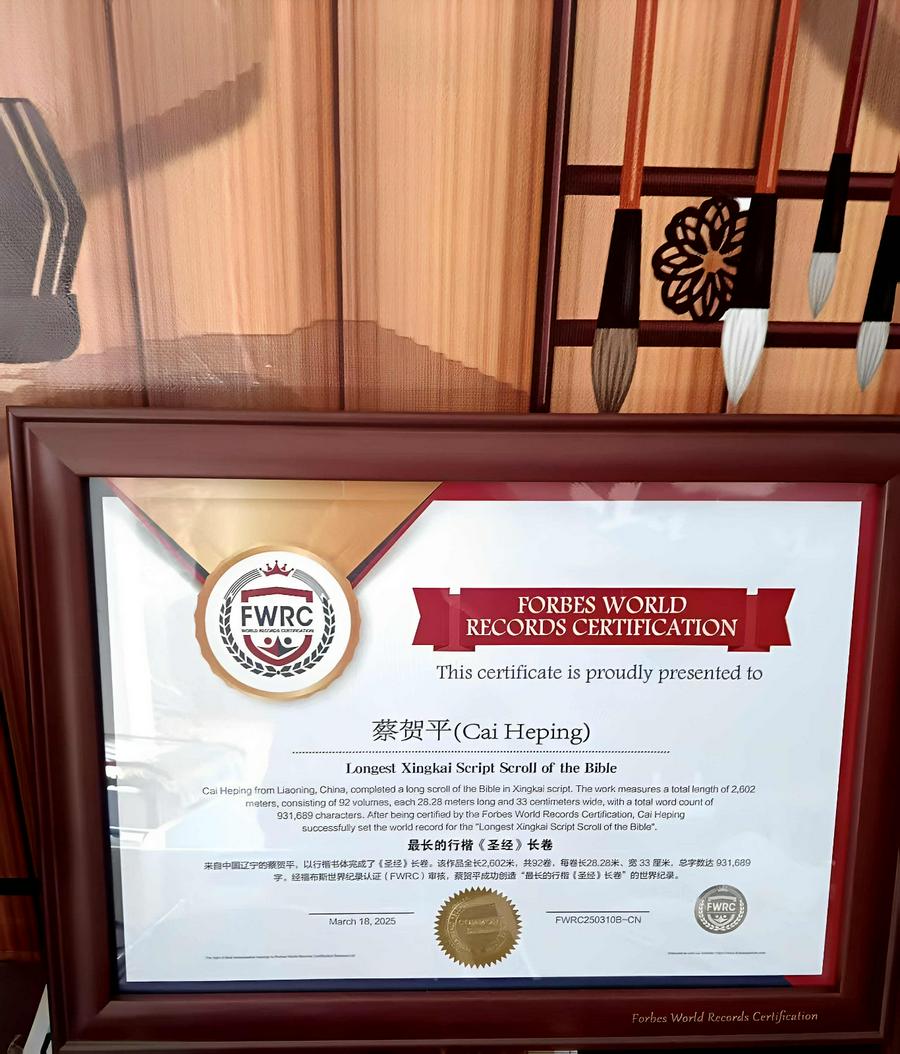 FWRC
WORLD RECORDS CERTIFICATION
FORBES WORLD
RECORDS CERTIFICATION
This certificate is proudly presented to
蔡贺平(Cai Heping)
Longest Xingkai Script Scroll of the Bible
Cai Heping from Liaoning, China, completed a long scroll of the Bible in Xingkai script. The work measures a total length of 2,602
meters, consisting of 92 volumes, each 28.28 meters long and 33 centimeters wide, with a total word count of
931,689 characters. After being certified by the Forbes World Records Certification, Cai Heping
successfully set the world record for the "Longest Xingkai Script Scroll of the Bible".
最长的行楷《圣经》长卷
来自中国辽宁的蔡贺平，以行楷书体完成了《圣经》长卷。该作品全长2,602米，共92卷，每卷长28.28米、宽 33 厘米，总字数达 931,689
字。经福布斯世界纪录认证（FWRC）审核，蔡贺平成功创造“最长的行楷《圣经》长卷”的世界纪录。
March 18, 2025
FWRC250310B-CN
FWRC
Forbes World Records Certification